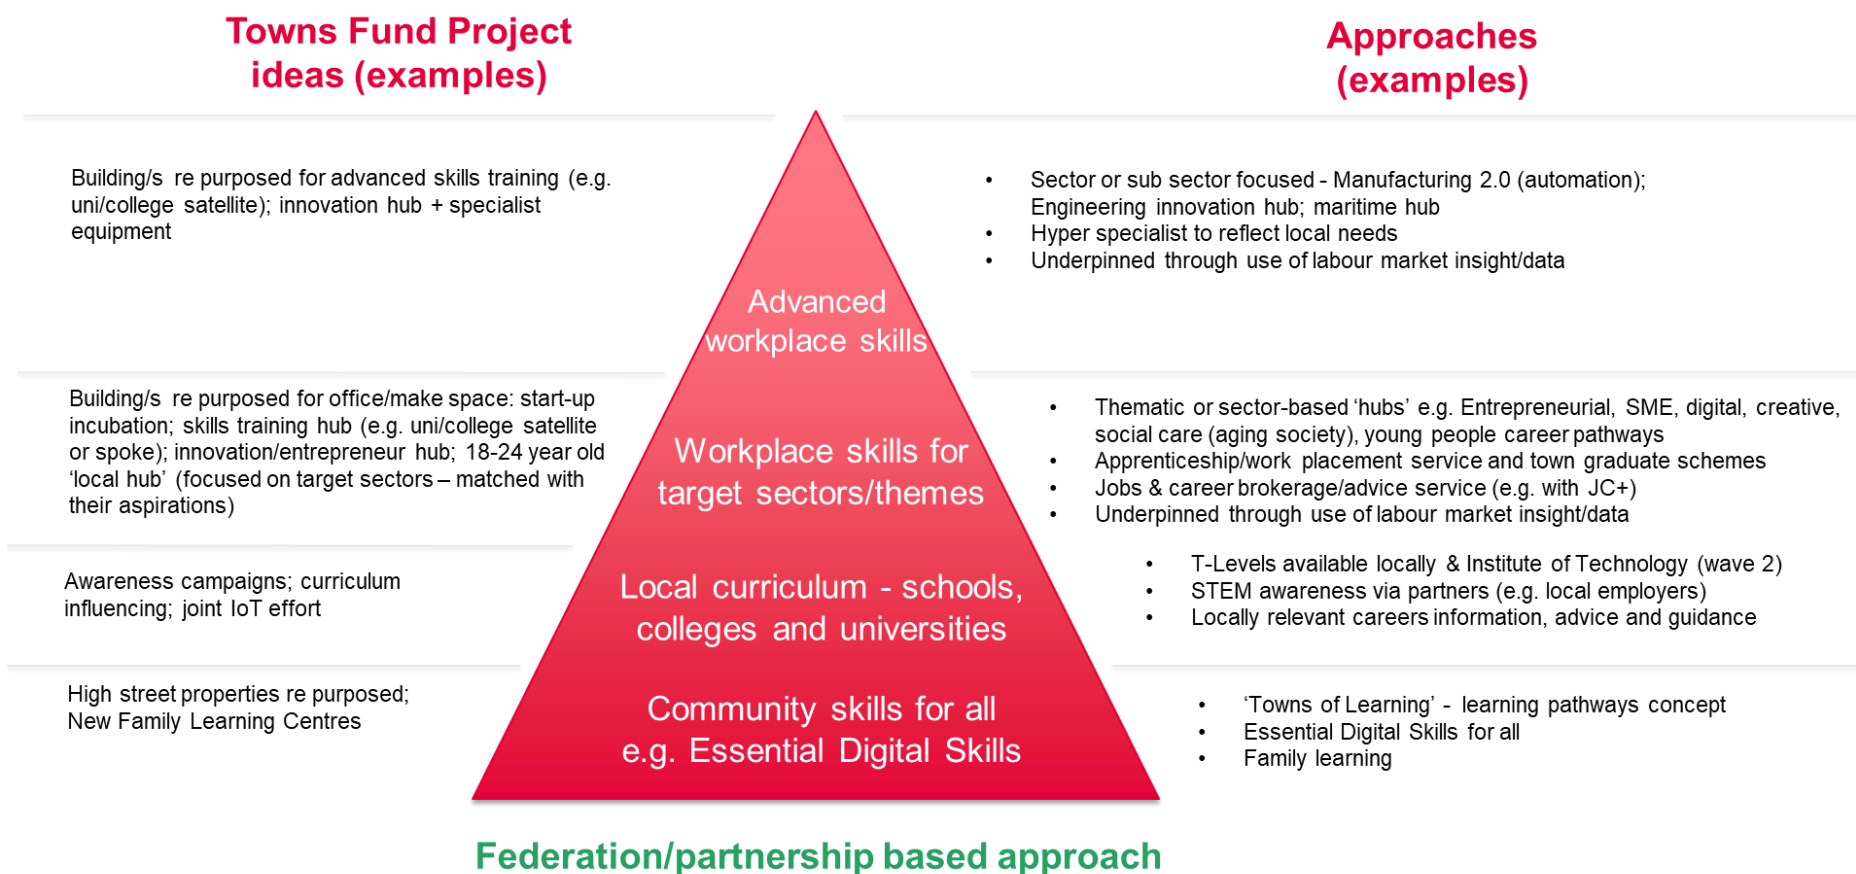 Towns Fund Project
ideas (examples)
Approaches
(examples)
Building/s re purposed for advanced skills training (e.g.
uni/college satellite); innovation hub + specialist
equipment
Advanced
workplace skills
• Sector or sub sector focused - Manufacturing 2.0 (automation);
Engineering innovation hub; maritime hub
• Hyper specialist to reflect local needs
• Underpinned through use of labour market insight/data
Building/s re purposed for office/make space: start-up
incubation; skills training hub (e.g. uni/college satellite
or spoke); innovation/entrepreneur hub; 18-24 year old
‘local hub’ (focused on target sectors – matched with
their aspirations)
Workplace skills for
target sectors/themes
• Thematic or sector-based ‘hubs’ e.g. Entrepreneurial, SME, digital, creative,
social care (aging society), young people career pathways
• Apprenticeship/work placement service and town graduate schemes
• Jobs & career brokerage/advice service (e.g. with JC+)
• Underpinned through use of labour market insight/data
Awareness campaigns; curriculum
influencing; joint IoT effort
Local curriculum - schools,
colleges and universities
• T-Levels available locally & Institute of Technology (wave 2)
• STEM awareness via partners (e.g. local employers)
• Locally relevant careers information, advice and guidance
High street properties re purposed;
New Family Learning Centres
Community skills for all
e.g. Essential Digital Skills
• ‘Towns of Learning’ - learning pathways concept
• Essential Digital Skills for all
• Family learning
Federation/partnership based approach